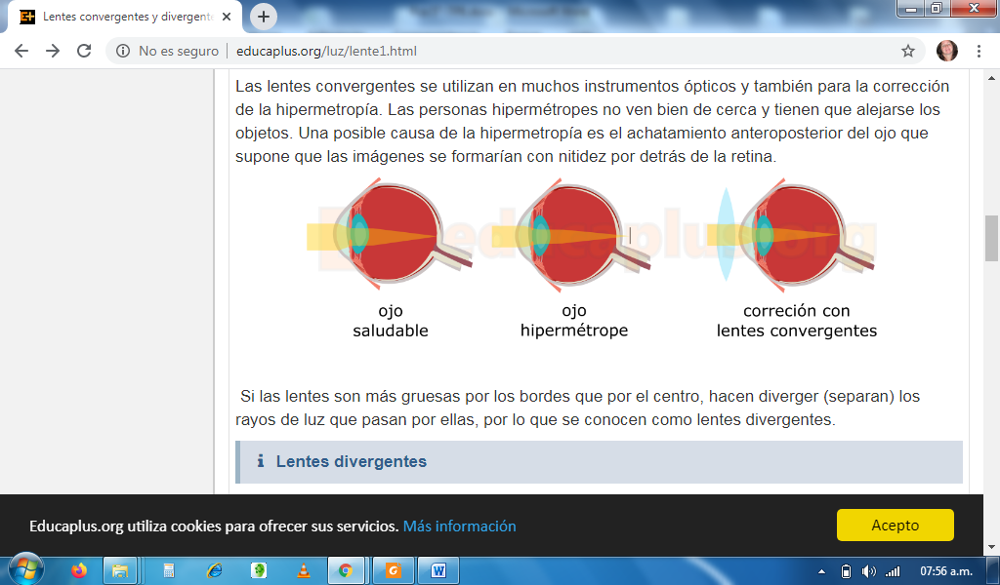 Lentes convergentes y divergente
No es seguro
educaplus.org/luz/lente1.html
Las lentes convergentes se utilizan en muchos instrumentos ópticos y también para la corrección
de la hipermetropía. Las personas hipermétropes no ven bien de cerca y tienen que alejarse los
objetos. Una posible causa de la hipermetropía es el achatamiento anteroposterior del ojo que
supone que las imágenes se formarían con nitidez por detrás de la retina.
educaplus.org
ojo
saludable
ojo
hipermétrope
correción con
lentes convergentes
Si las lentes son más gruesas por los bordes que por el centro, hacen diverger (separan) los
rayos de luz que pasan por ellas, por lo que se conocen como lentes divergentes.
i Lentes divergentes
Educaplus.org utiliza cookies para ofrecer sus servicios. Más información
Acepto
07:56 a.m.